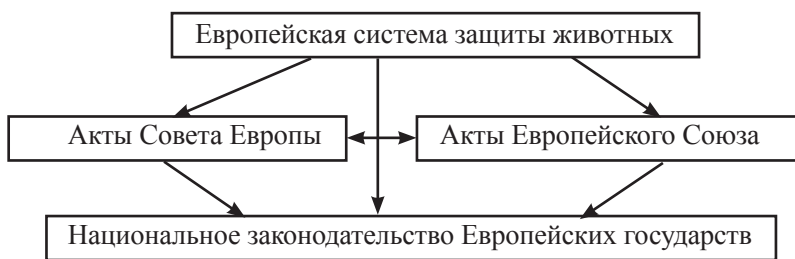 Европейская система защиты животных
Акты Совета Европы
Акты Европейского Союза
Национальное законодательство Европейских государств